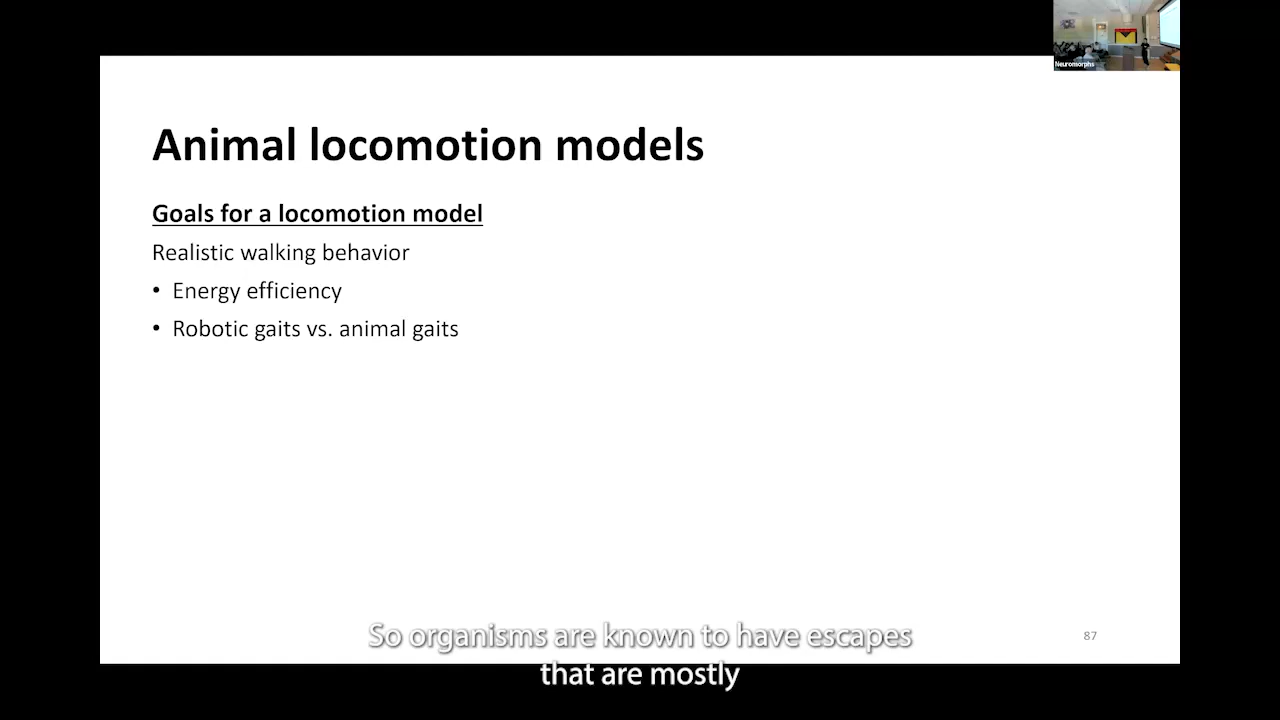 Neuromorphs
Animal locomotion models
Goals for a locomotion model
Realistic walking behavior
• Energy efficiency
• Robotic gaits vs. animal gaits
So organisms are known to have escapes
that are mostly
87